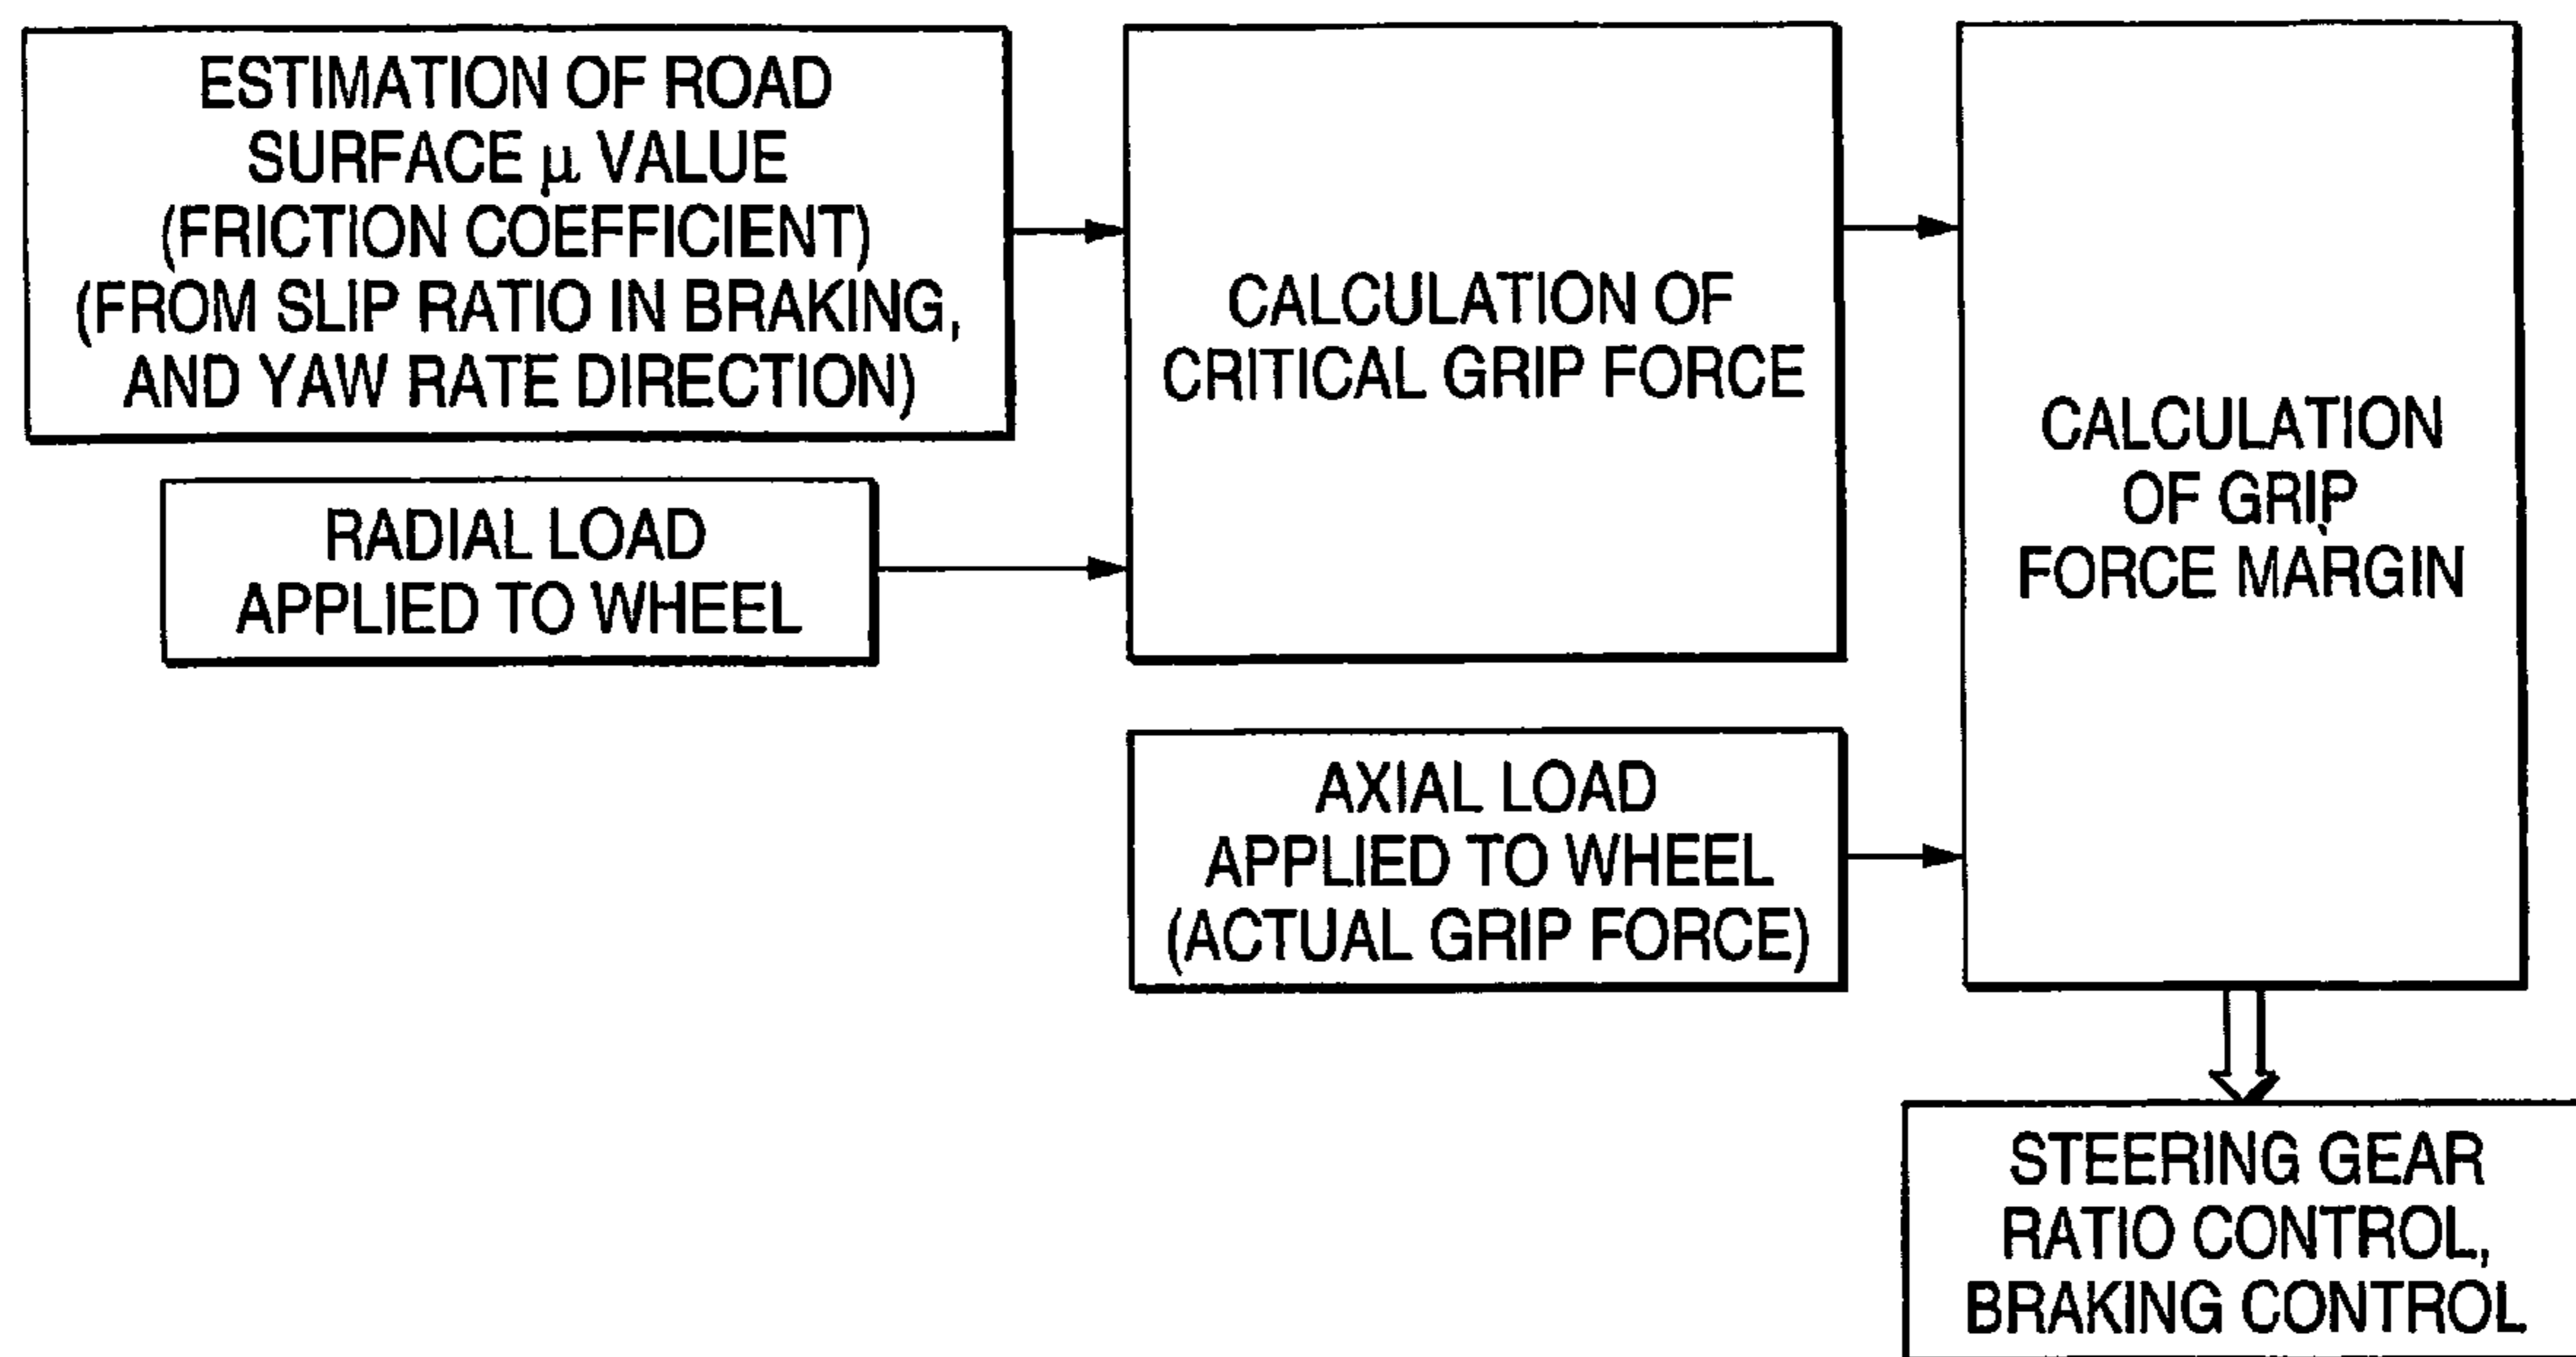 ESTIMATION OF ROAD
SURFACE μ VALUE
(FRICTION COEFFICIENT)
(FROM SLIP RATIO IN BRAKING,
AND YAW RATE DIRECTION)
RADIAL LOAD
APPLIED TO WHEEL
CALCULATION OF
CRITICAL GRIP FORCE
AXIAL LOAD
APPLIED TO WHEEL
(ACTUAL GRIP FORCE)
CALCULATION
OF GRIP
FORCE MARGIN
STEERING GEAR
RATIO CONTROL,
BRAKING CONTROL